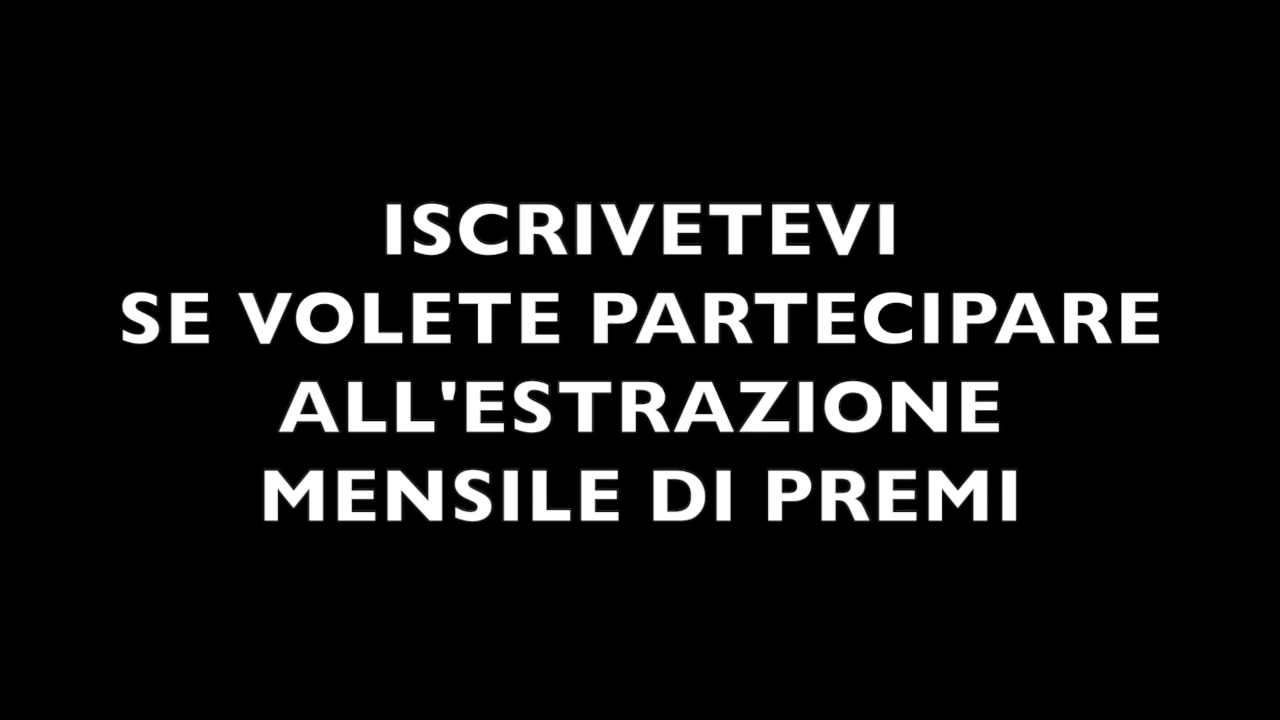 ISCRIVETEVI
SE VOLETE PARTECIPARE
ALL'ESTRAZIONE
MENSILE DI PREMI